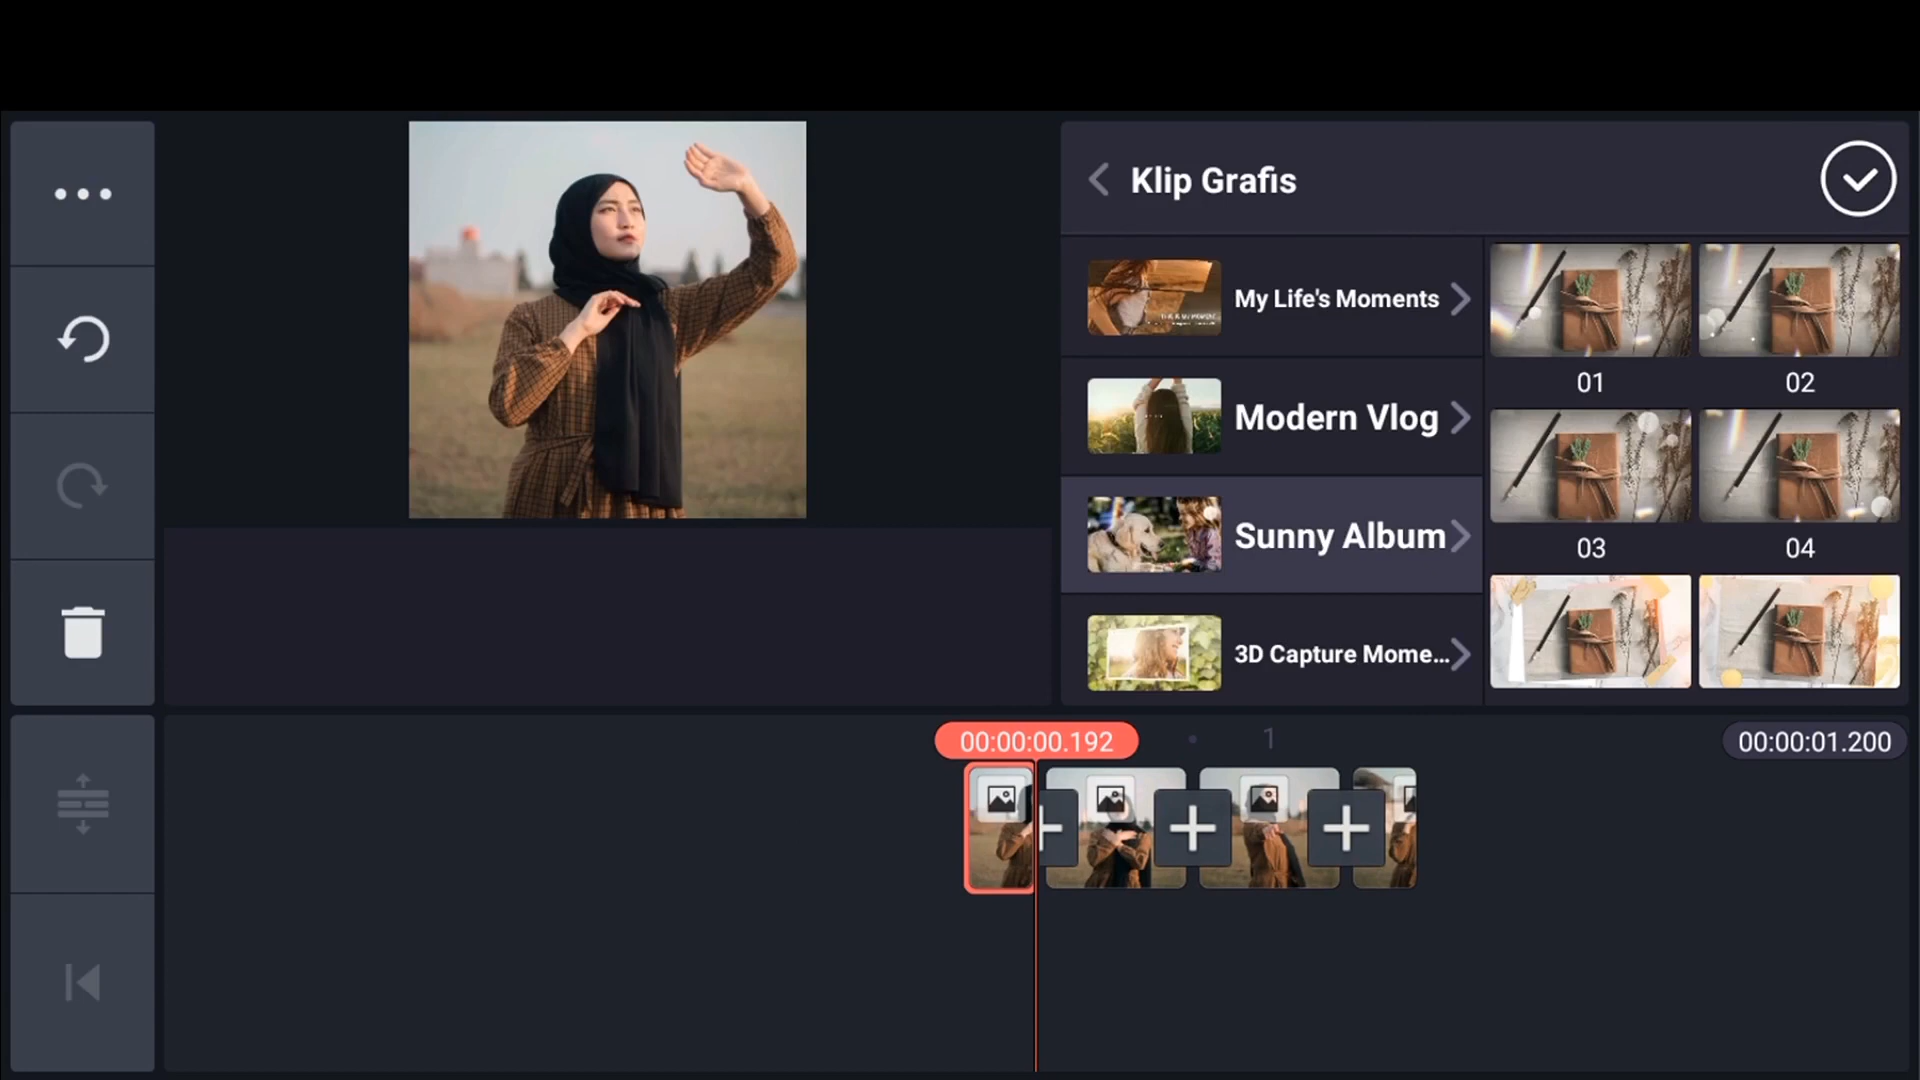 Klip Grafis
My Life's Moments
Modern Vlog
Sunny Album
3D Capture Mome...
01
02
03
04
00:00:00.192
1
00:00:01.200